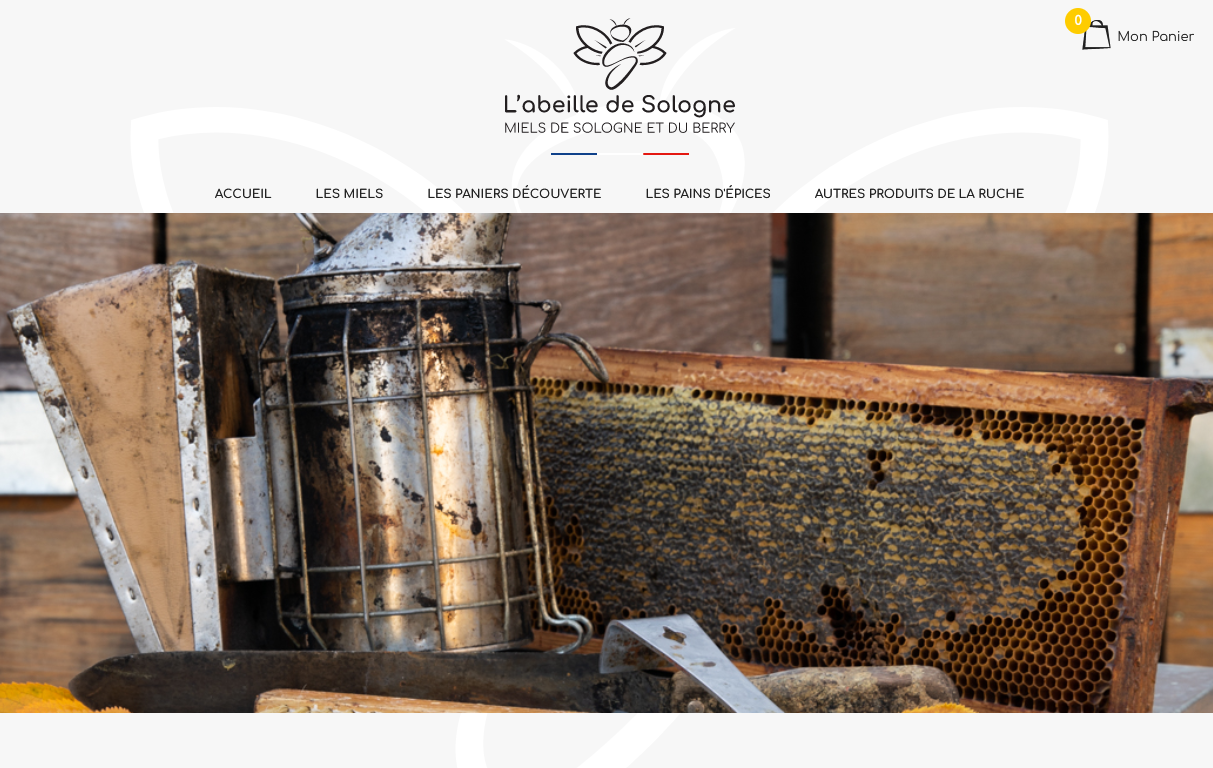 0
Mon Panier
L’abeille de Sologne
MIELS DE SOLOGNE ET DU BERRY
ACCUEIL LES MIELS LES PANIERS DÉCOUVERTE LES PAINS D'ÉPICES AUTRES PRODUITS DE LA RUCHE